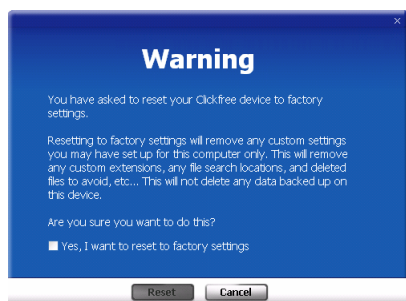 Warning
You have asked to reset your Clickfree device to factory
settings.
Resetting to factory settings will remove any custom settings
you may have set up for this computer only. This will remove
any custom extensions, any file search locations, and deleted
files to avoid, etc... This will not delete any data backed up on
this device.
Are you sure you want to do this?
Yes, I want to reset to factory settings
Reset Cancel